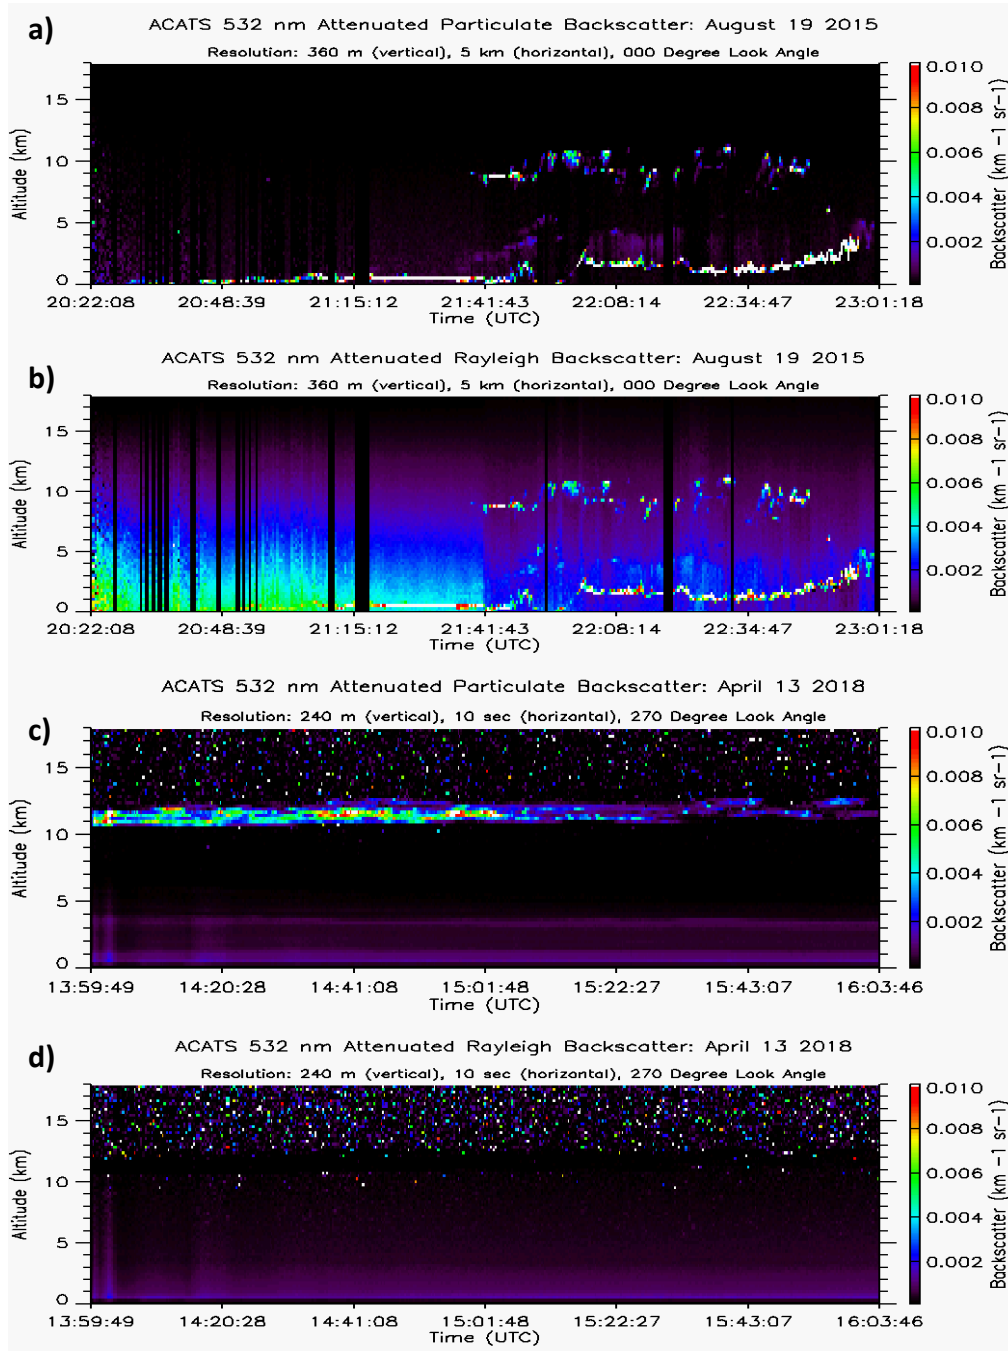 a) ACATS 532 nm Attenuated Particulate Backscatter: August 19 2015
Resolution: 360 m (vertical), 5 km (horizontal), 000 Degree Look Angle
15
10
5
0
Altitude (km)
20:22:08 20:48:39 21:15:12 21:41:43 22:08:14 22:34:47 23:01:18
Time (UTC)
0.010
0.008
0.006
0.004
0.002
Backscatter (km -1 sr-1)
ACATS 532 nm Attenuated Rayleigh Backscatter: August 19 2015
b) Resolution: 360 m (vertical), 5 km (horizontal), 000 Degree Look Angle
15
10
5
0
Altitude (km)
20:22:08 20:48:39 21:15:12 21:41:43 22:08:14 22:34:47 23:01:18
Time (UTC)
0.010
0.008
0.006
0.004
0.002
Backscatter (km -1 sr-1)
ACATS 532 nm Attenuated Particulate Backscatter: April 13 2018
c) Resolution: 240 m (vertical), 10 sec (horizontal), 270 Degree Look Angle
15
10
5
0
Altitude (km)
13:59:49 14:20:28 14:41:08 15:01:48 15:22:27 15:43:07 16:03:46
Time (UTC)
0.010
0.008
0.006
0.004
0.002
Backscatter (km -1 sr-1)
d) ACATS 532 nm Attenuated Rayleigh Backscatter: April 13 2018
Resolution: 240 m (vertical), 10 sec (horizontal), 270 Degree Look Angle
15
10
5
0
Altitude (km)
13:59:49 14:20:28 14:41:08 15:01:48 15:22:27 15:43:07 16:03:46
Time (UTC)
0.010
0.008
0.006
0.004
0.002
Backscatter (km -1 sr-1)